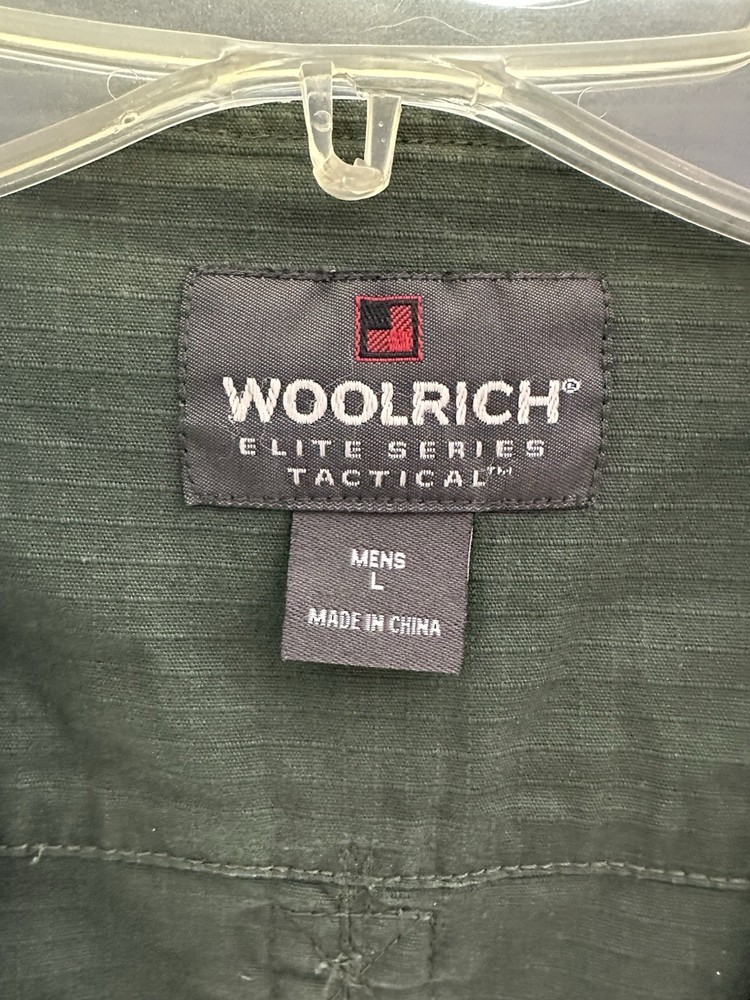 WOOLRICH®
ELITE SERIES
TACTICAL™
MENS
L
MADE IN CHINA